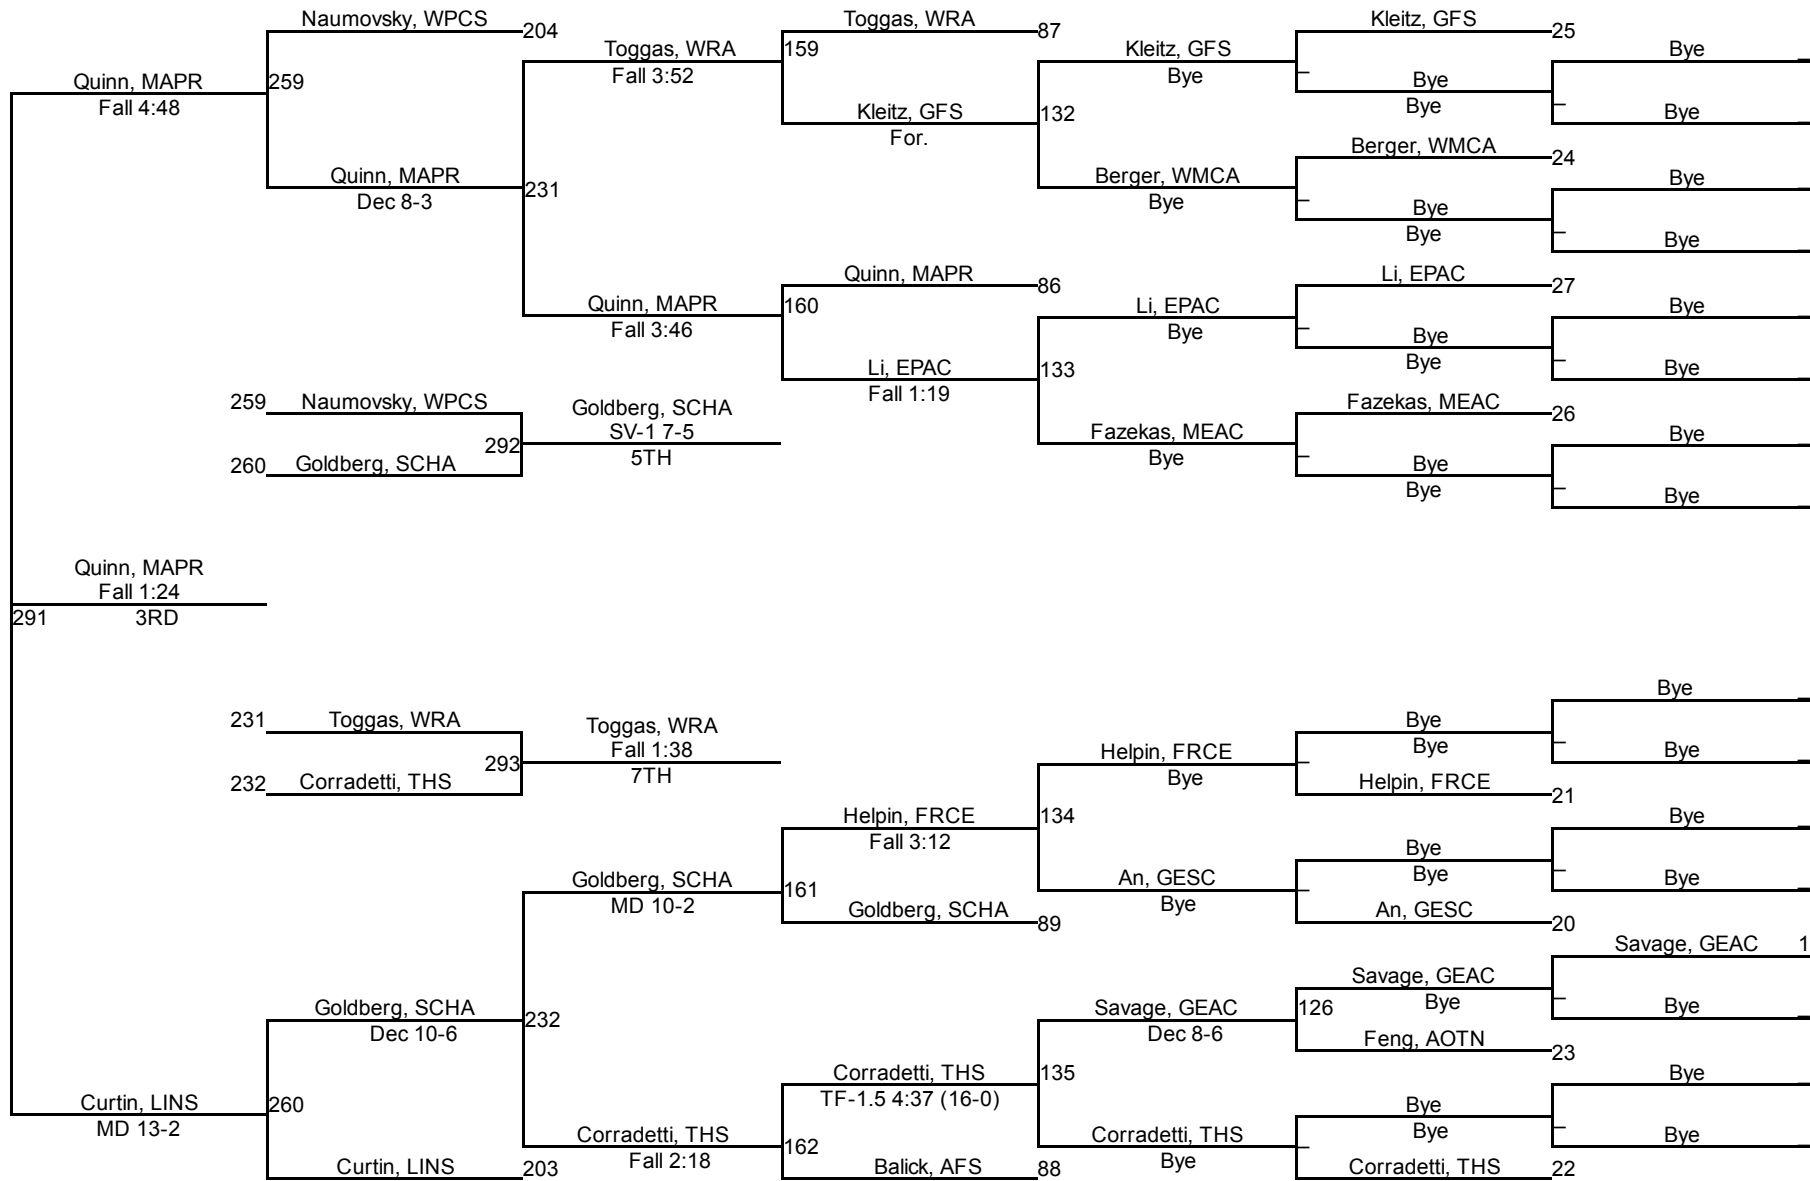 Naumovsky, WPCS
204
Toggas, WRA
87
Kleitz, GFS
25
Quinn, MAPR
Fall 4:48
259
Toggas, WRA
Fall 3:52
159
Kleitz, GFS
Bye
Bye
Bye
Bye
Kleitz, GFS
For.
132
Bye
Quinn, MAPR
Dec 8-3
231
Berger, WMCA
Bye
Berger, WMCA
24
Bye
Bye
Bye
Bye
Quinn, MAPR
Fall 3:46
160
Quinn, MAPR
86
Li, EPAC
Bye
Li, EPAC
27
Bye
Bye
Bye
Bye
Li, EPAC
Fall 1:19
133
259
Naumovsky, WPCS
260
Goldberg, SCHA
292
Goldberg, SCHA
SV-1 7-5
5TH
Fazekas, MEAC
Bye
Fazekas, MEAC
26
Bye
Bye
Bye
Bye
Quinn, MAPR
Fall 1:24
291
3RD
231
Toggas, WRA
232
Corradetti, THS
293
Toggas, WRA
Fall 1:38
7TH
Helpin, FRCE
Bye
Bye
Bye
Bye
Bye
Helpin, FRCE
21
Helpin, FRCE
Fall 3:12
134
Goldberg, SCHA
MD 10-2
161
Goldberg, SCHA
89
An, GESC
Bye
Bye
Bye
Bye
Bye
An, GESC
20
Goldberg, SCHA
Dec 10-6
232
Savage, GEAC
Dec 8-6
126
Savage, GEAC
Bye
Savage, GEAC
1
Bye
Feng, AOTN
23
Curtin, LINS
MD 13-2
260
Corradetti, THS
TF-1.5 4:37 (16-0)
135
Curtin, LINS
203
Corradetti, THS
Fall 2:18
162
Balick, AFS
88
Corradetti, THS
Bye
Bye
Bye
Bye
Bye
Corradetti, THS
22